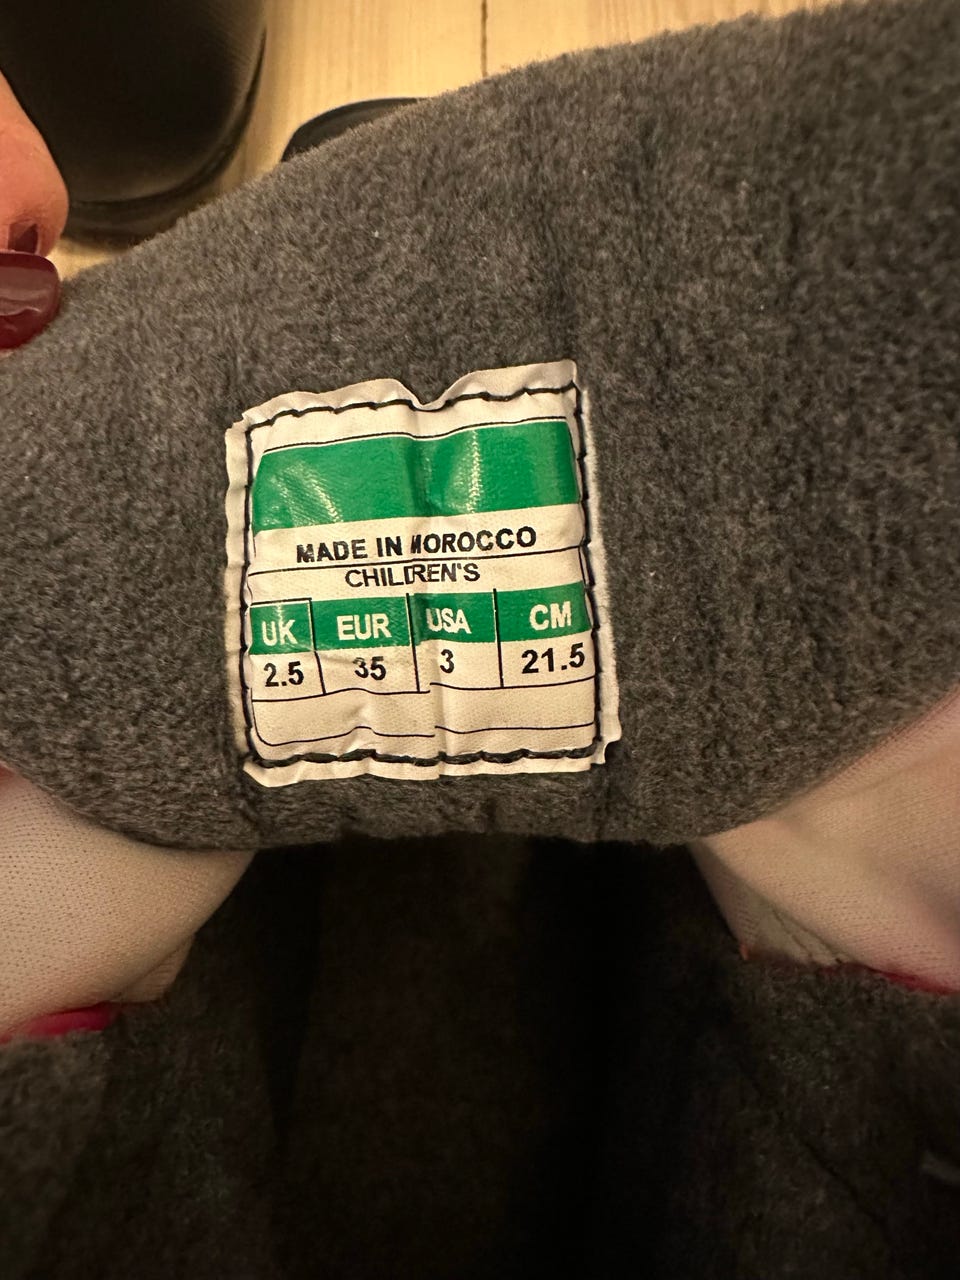 MADE IN MOROCCO
CHILDREN'S
UK EUR USA CM
2.5 35 3 21.5